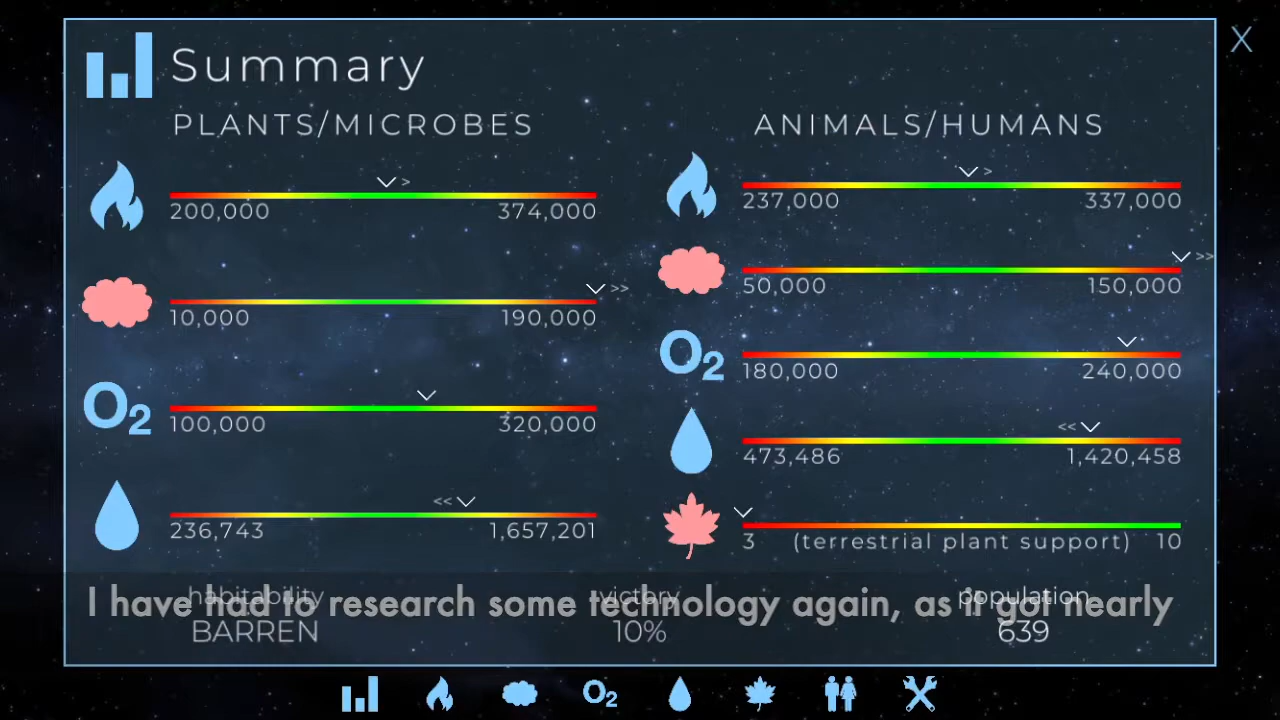 Summary
X
PLANTS/MICROBES
ANIMALS/HUMANS
200,000 374,000
237,000 337,000
10,000 190,000
50,000 150,000
O2
100,000 320,000
O2
180,000 240,000
236,743 1,657,201
473,486 1,420,458
3 (terrestrial plant support) 10
habitability victory population
I have had to research some technology again, as it got nearly
BARREN 10% 639
O2